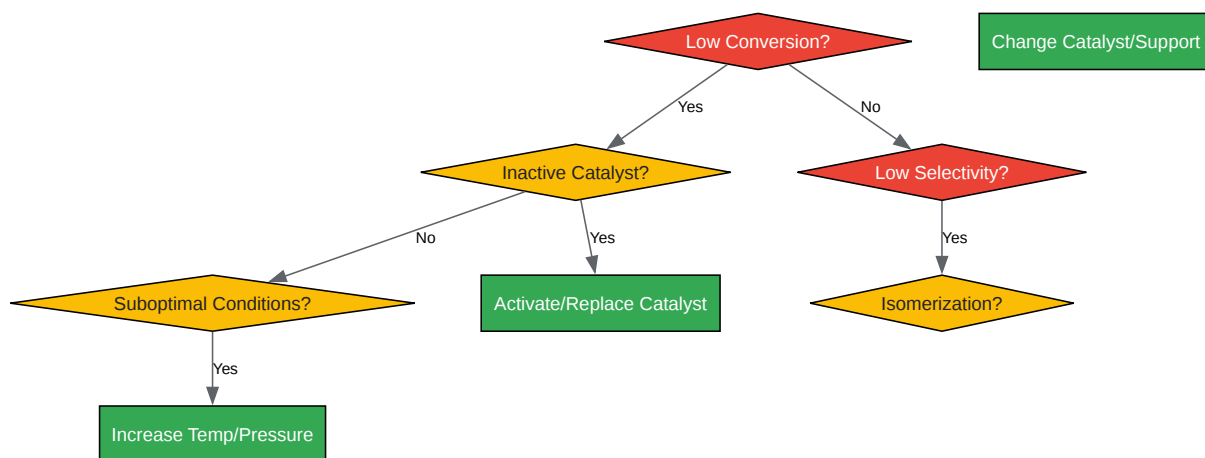 Low Conversion?
Change Catalyst/Support
Yes
No
Inactive Catalyst?
Low Selectivity?
No
Yes
Yes
Suboptimal Conditions?
Activate/Replace Catalyst
Isomerization?
Yes
Increase Temp/Pressure